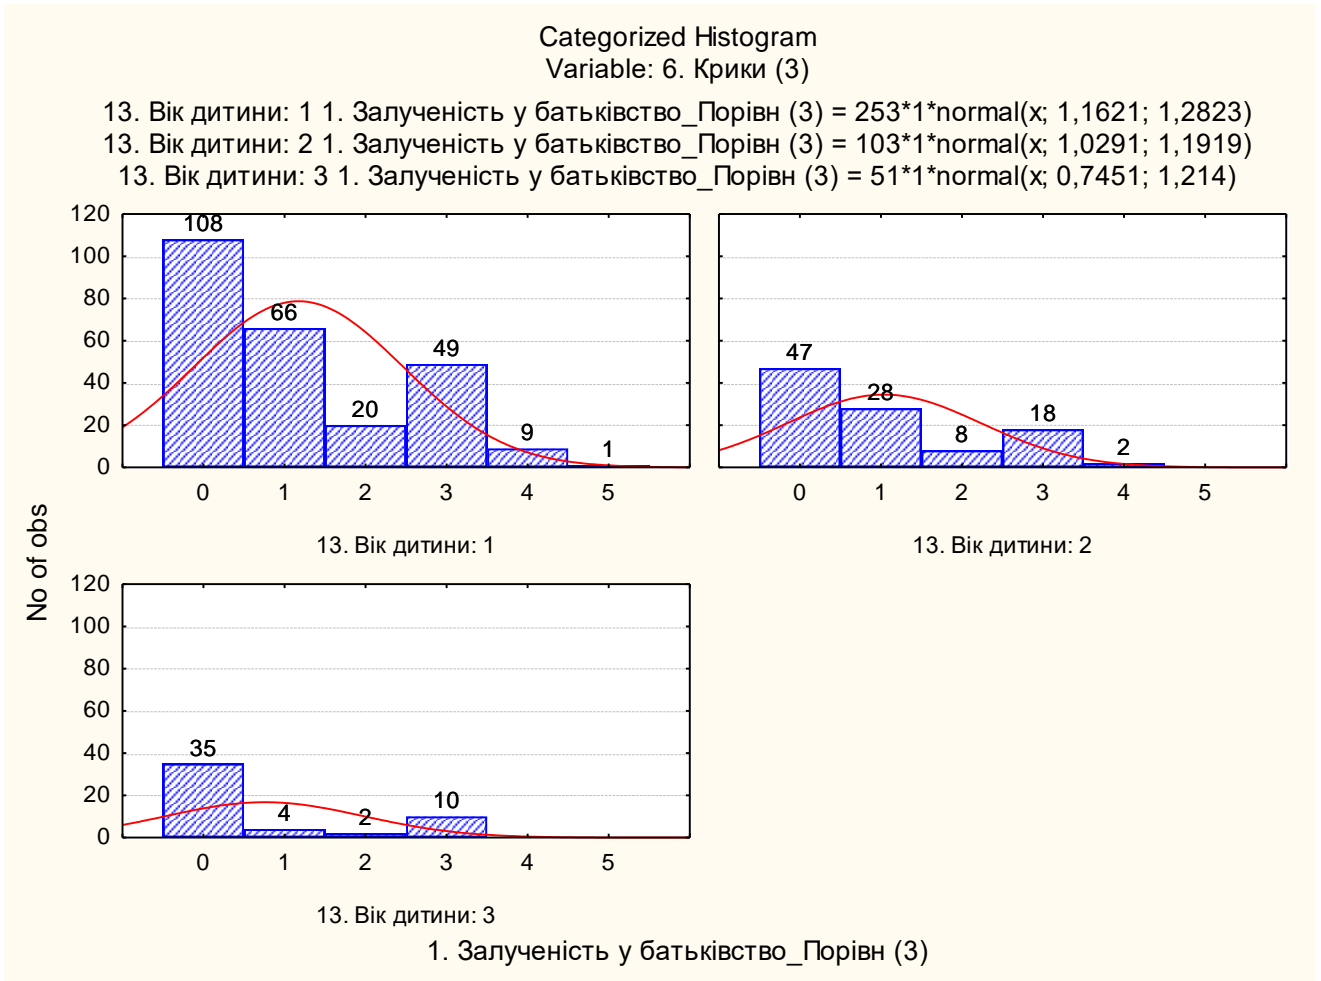 Categorized Histogram
Variable: 6. Крики (3)
13. Вік дитини: 1 1. Залученість у батьківство_Порівн (3) = 253*1*normal(x; 1,1621; 1,2823)
13. Вік дитини: 2 1. Залученість у батьківство_Порівн (3) = 103*1*normal(x; 1,0291; 1,1919)
13. Вік дитини: 3 1. Залученість у батьківство_Порівн (3) = 51*1*normal(x; 0,7451; 1,214)
No of obs
120
100
80
60
40
20
0
108
66
20
49
9
1
0 1 2 3 4 5
13. Вік дитини: 1
47
28
8
18
2
0 1 2 3 4 5
13. Вік дитини: 2
120
100
80
60
40
20
0
35
4
2
10
0 1 2 3 4 5
13. Вік дитини: 3
1. Залученість у батьківство_Порівн (3)